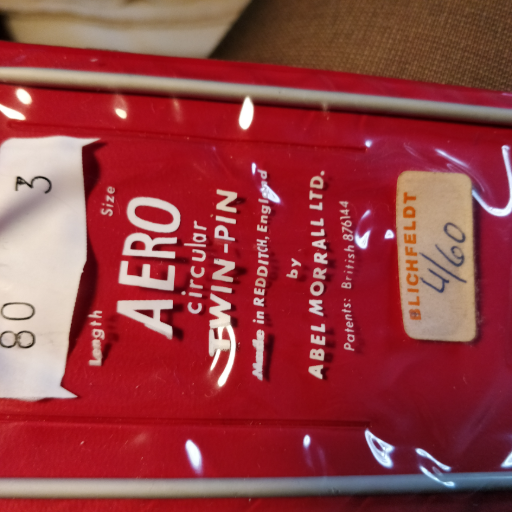 80 3
Length Size
AERO
circular
TWIN-PIN
Made in REDDITCH, England
by
ABEL MORRALL LTD.
Patents: British 876144
BLICHFELDT
4/60